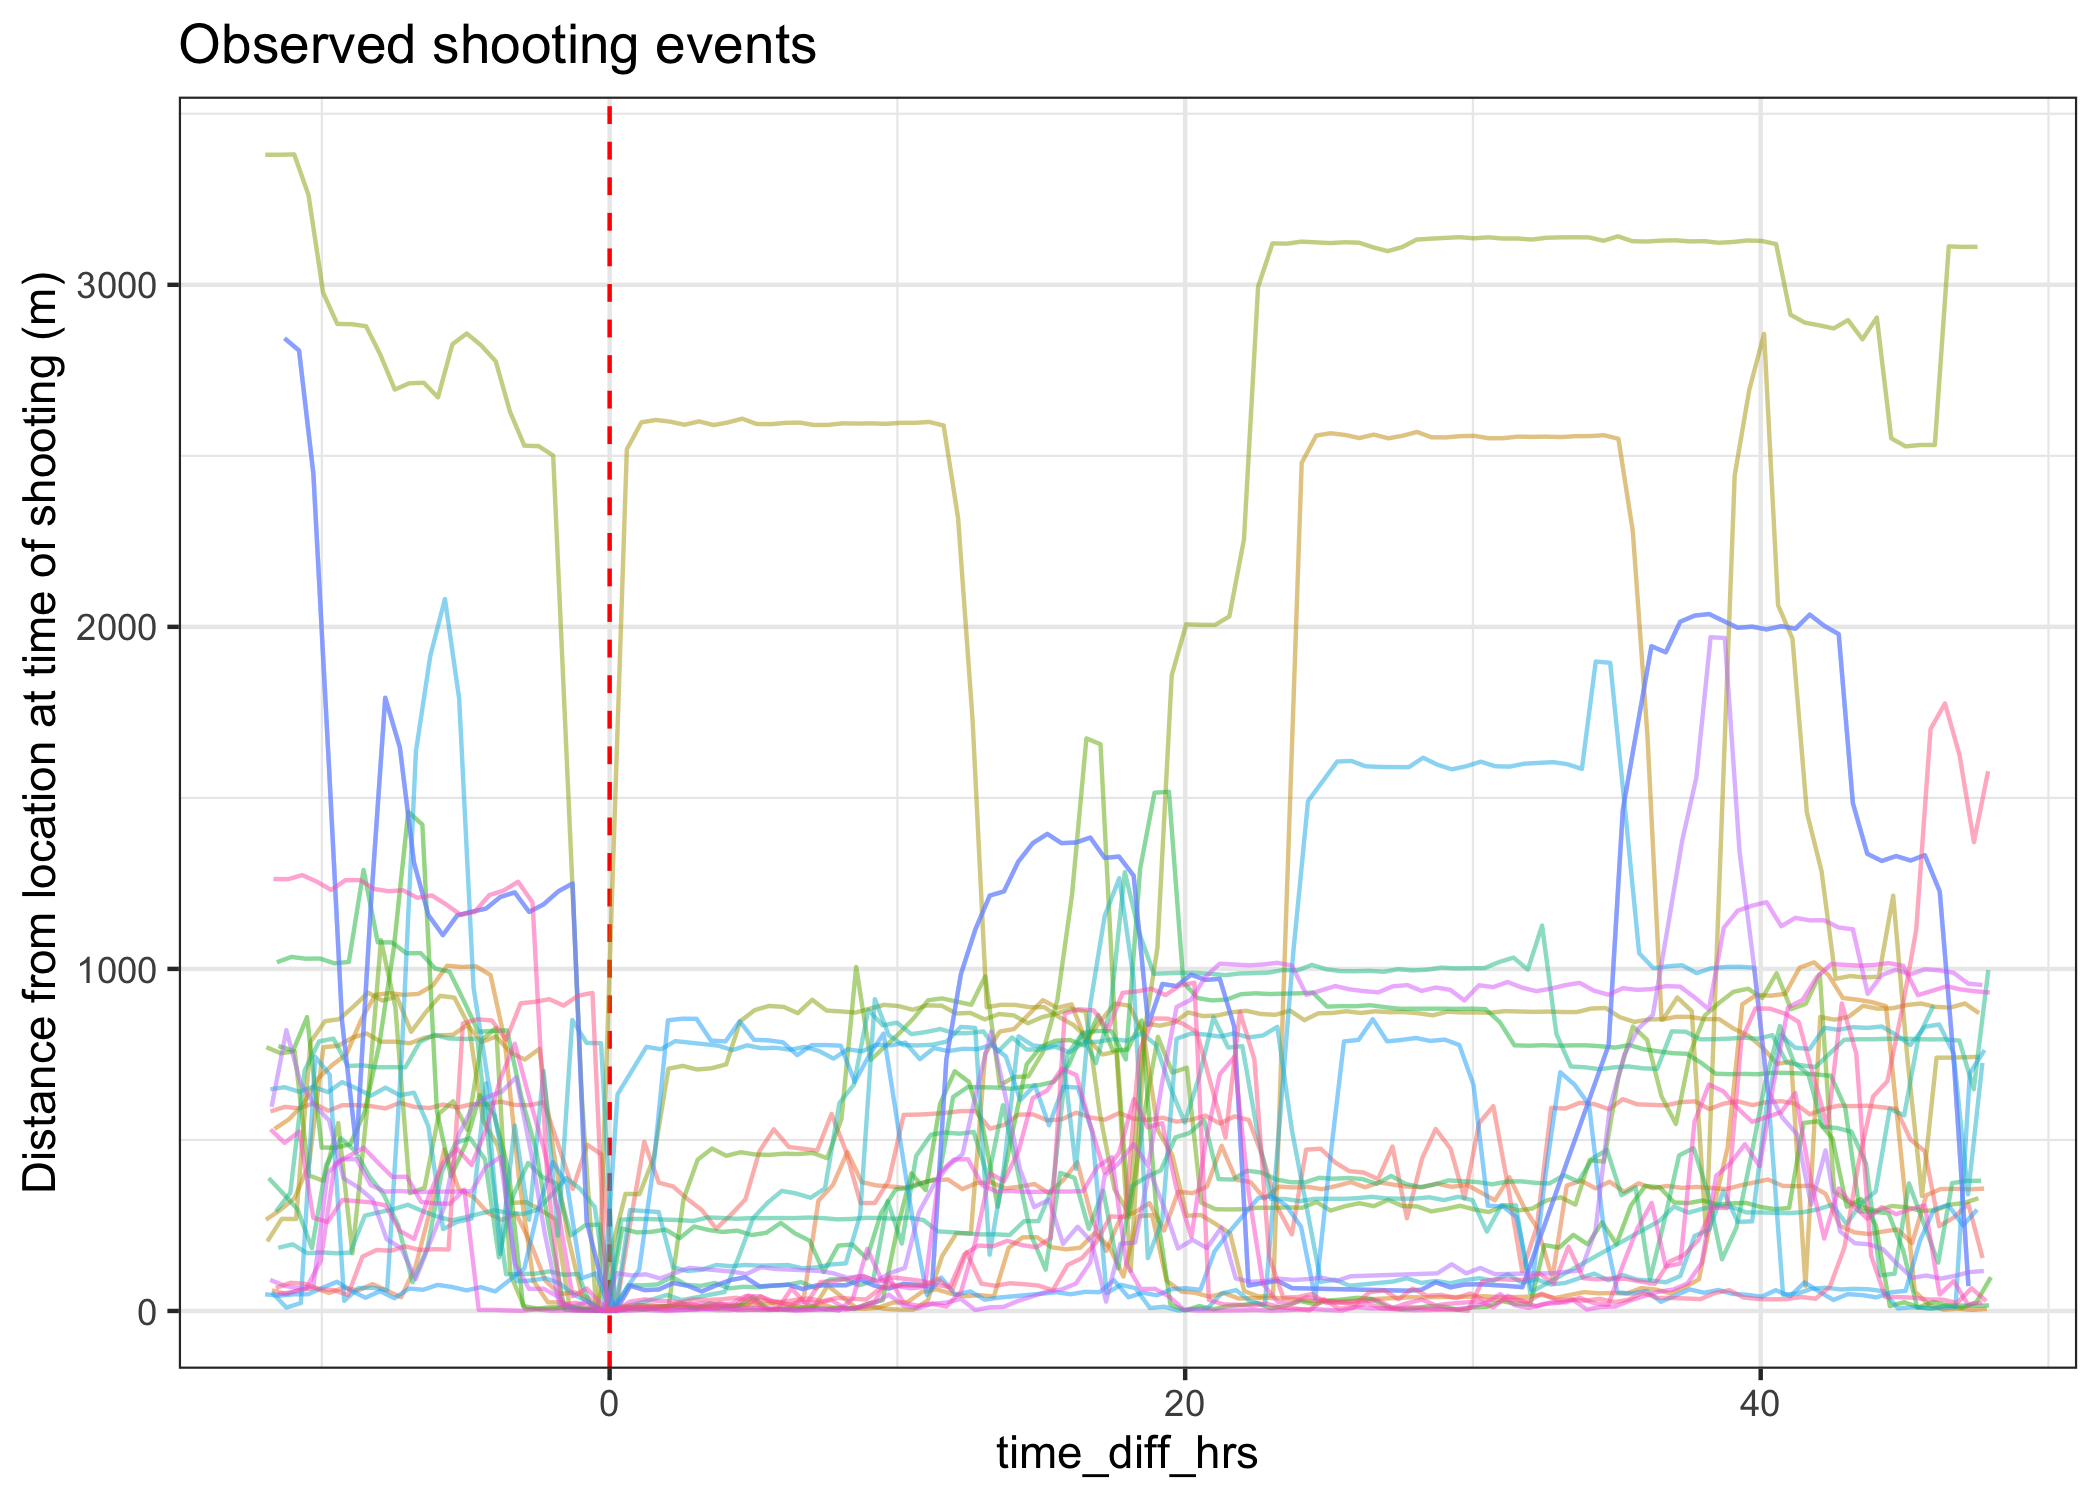 Observed shooting events
Distance from location at time of shooting (m)
3000
2000
1000
0
0
20
40
time_diff_hrs